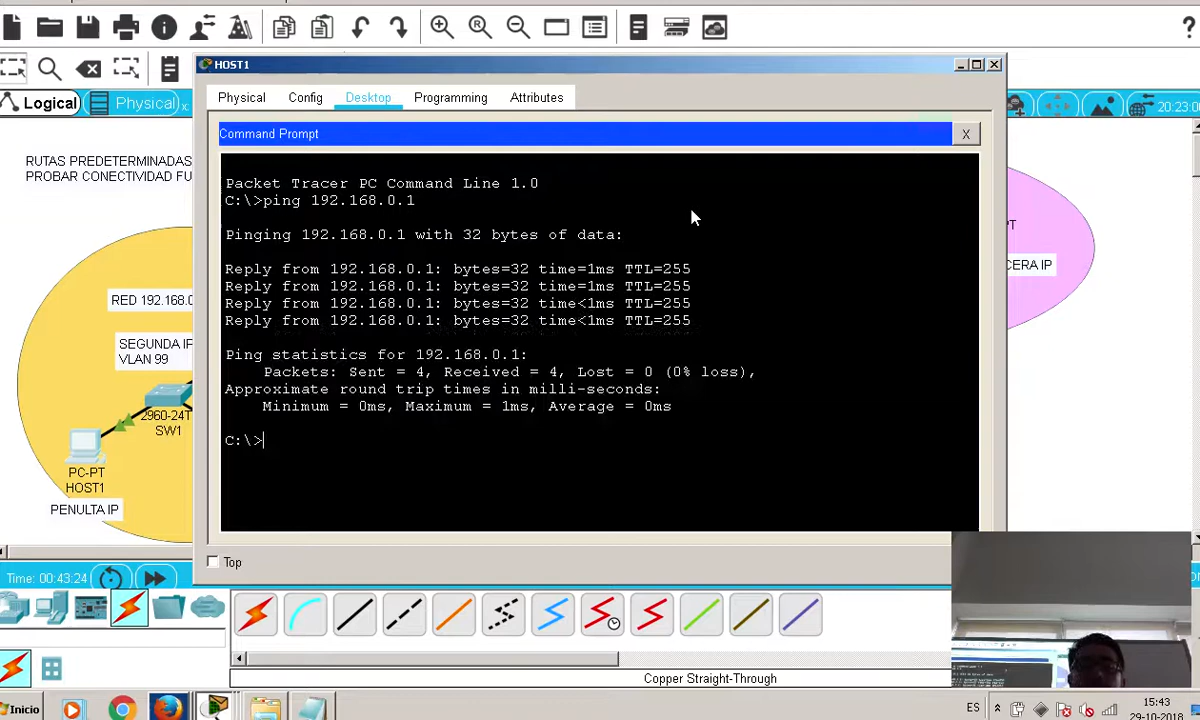 HOST1
Logical
Physical
x:
20:23:0
Physical
Config
Desktop
Programming
Attributes
Command Prompt
X
RUTAS PREDETERMINADAS
PROBAR CONECTIVIDAD FU
Packet Tracer PC Command Line 1.0
C:\>ping 192.168.0.1
Pinging 192.168.0.1 with 32 bytes of data:
Reply from 192.168.0.1: bytes=32 time=1ms TTL=255
Reply from 192.168.0.1: bytes=32 time=1ms TTL=255
Reply from 192.168.0.1: bytes=32 time<1ms TTL=255
Reply from 192.168.0.1: bytes=32 time<1ms TTL=255
Ping statistics for 192.168.0.1:
Packets: Sent = 4, Received = 4, Lost = 0 (0% loss),
Approximate round trip times in milli-seconds:
Minimum = 0ms, Maximum = 1ms, Average = 0ms
C:\>
RED 192.168.0
SEGUNDA IP
VLAN 99
2960-24T
SW1
PC-PT
HOST1
PENULTA IP
PT
CERA IP
Top
Time: 00:43:24
Copper Straight-Through
Inicio
ES
15:43
29-10-2018